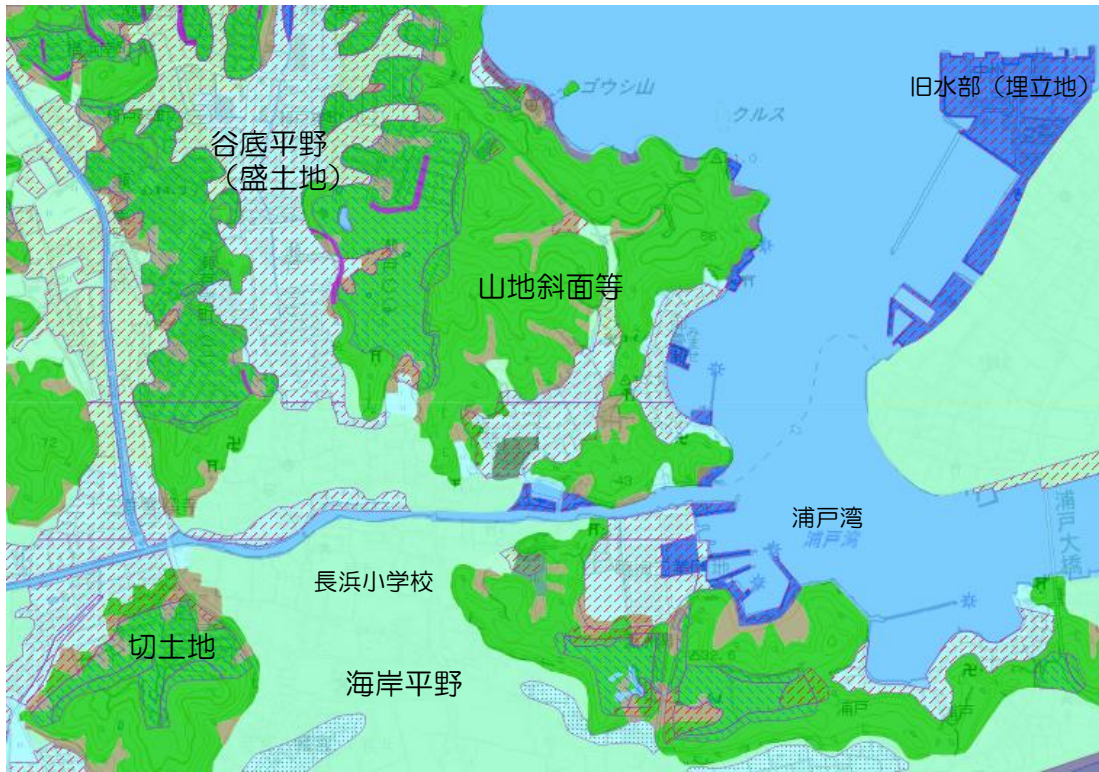 ゴウシ山
旧水部（埋立地）
クルス
谷底平野
（盛土地）
山地斜面等
72
43
浦戸湾
浦戸湾
浦戸大橋
長浜小学校
切土地
海岸平野
浦戸